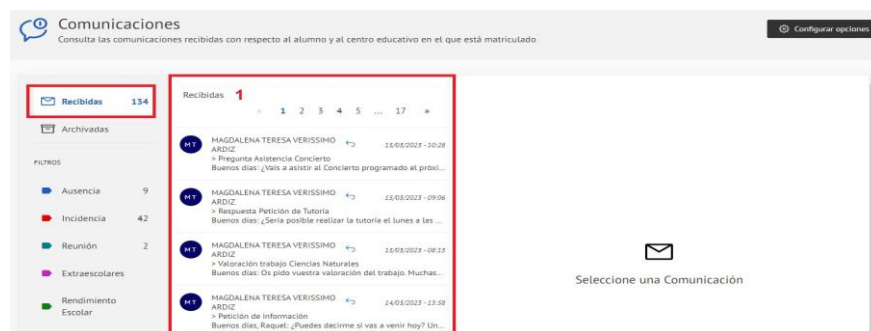 Comunicaciones
Consulta las comunicaciones recibidas con respecto al alumno y al centro educativo en el que está matriculado
Configurar opciones
Recibidas 134
Archivadas
FILTROS
Ausencia 9
Incidencia 42
Reunión 2
Extraescolares
Rendimiento
Escolar
Recibidas 1
« 1 2 3 4 5 ... 17 »
MT
MAGDALENA TERESA VERISSIMO
ARDIZ
15/03/2023 - 10:28
> Pregunta Asistencia Concierto
Buenos días: ¿Vais a asistir al Concierto programado el próxi...
MT
MAGDALENA TERESA VERISSIMO
ARDIZ
15/03/2023 - 09:06
> Respuesta Petición de Tutoría
Buenos días: ¿Sería posible realizar la tutoría el lunes a las ...
MT
MAGDALENA TERESA VERISSIMO
ARDIZ
15/03/2023 - 08:13
> Valoración trabajo Ciencias Naturales
Buenos días: Os pido vuestra valoración del trabajo. Muchas...
MT
MAGDALENA TERESA VERISSIMO
ARDIZ
14/03/2023 - 13:58
> Petición de información
Buenos días, Raquel: ¿Puedes decirme si vas a venir hoy? Un...
Seleccione una Comunicación